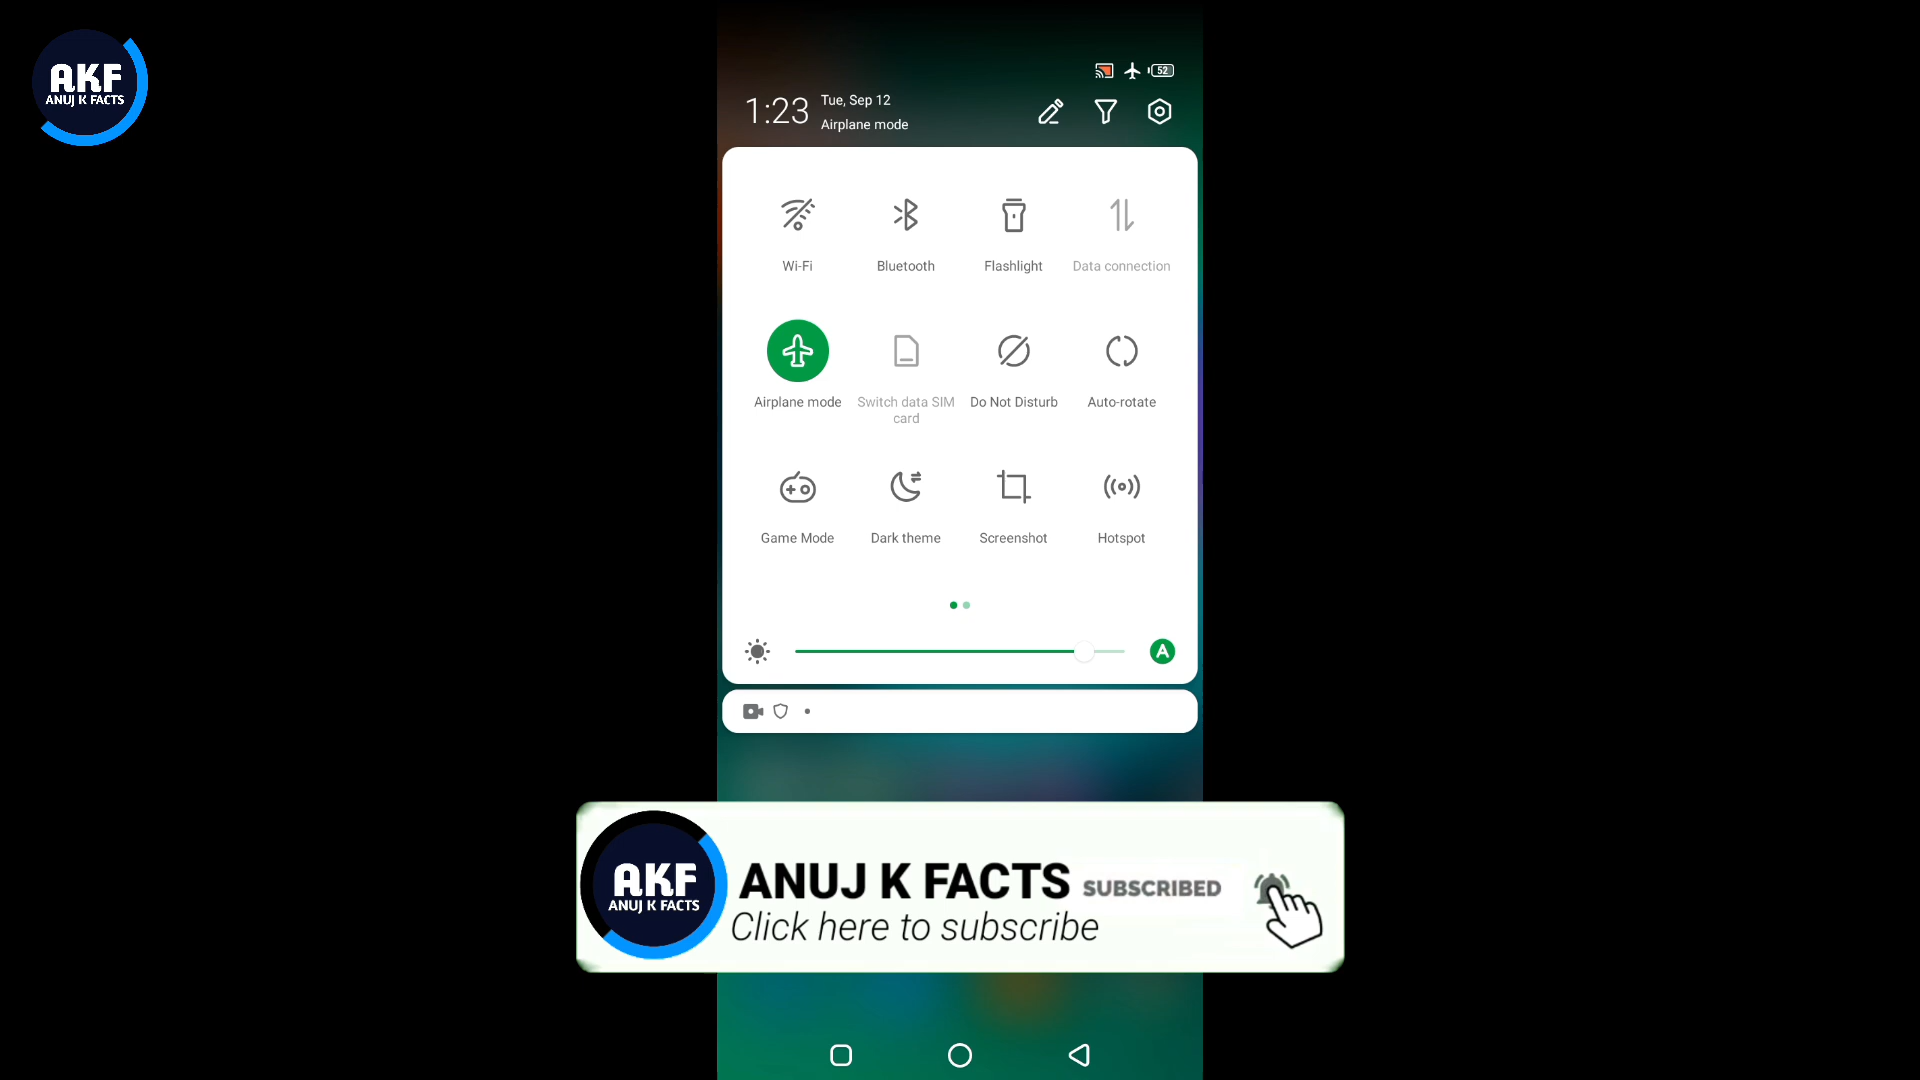 AKF
ANUJ K FACTS
52
1:23
Tue, Sep 12
Airplane mode
Wi-Fi
Bluetooth
Flashlight
Data connection
Airplane mode
Switch data SIM
card
Do Not Disturb
Auto-rotate
Game Mode
Dark theme
Screenshot
Hotspot
A
AKF
ANUJ K FACTS
ANUJ K FACTS SUBSCRIBED
Click here to subscribe